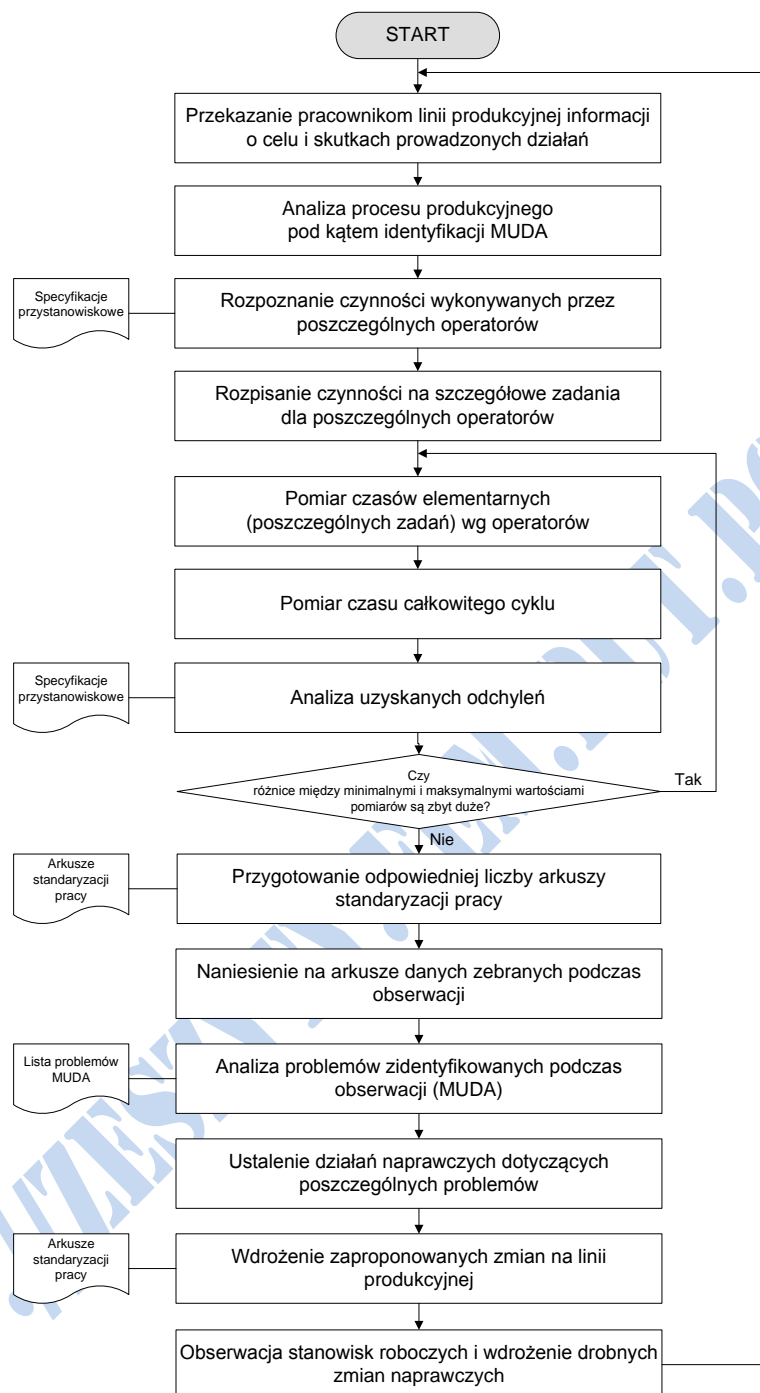 START
Przekazanie pracownikom linii produkcyjnej informacji
o celu i skutkach prowadzonych działań
Analiza procesu produkcyjnego
pod kątem identyfikacji MUDA
Specyfikacje
przystanowiskowe
Rozpoznanie czynności wykonywanych przez
poszczególnych operatorów
Rozpisanie czynności na szczegółowe zadania
dla poszczególnych operatorów
Pomiar czasów elementarnych
(poszczególnych zadań) wg operatorów
Pomiar czasu całkowitego cyklu
Specyfikacje
przystanowiskowe
Analiza uzyskanych odchyleń
Czy
różnice między minimalnymi i maksymalnymi wartościami
pomiarów są zbyt duże?
Tak
Nie
Arkusze
standaryzacji
pracy
Przygotowanie odpowiedniej liczby arkuszy
standaryzacji pracy
Naniesienie na arkusze danych zebranych podczas
obserwacji
Lista problemów
MUDA
Analiza problemów zidentyfikowanych podczas
obserwacji (MUDA)
Ustalenie działań naprawczych dotyczących
poszczególnych problemów
Arkusze
standaryzacji
pracy
Wdrożenie zaproponowanych zmian na linii
produkcyjnej
Obserwacja stanowisk roboczych i wdrożenie drobnych
zmian naprawczych